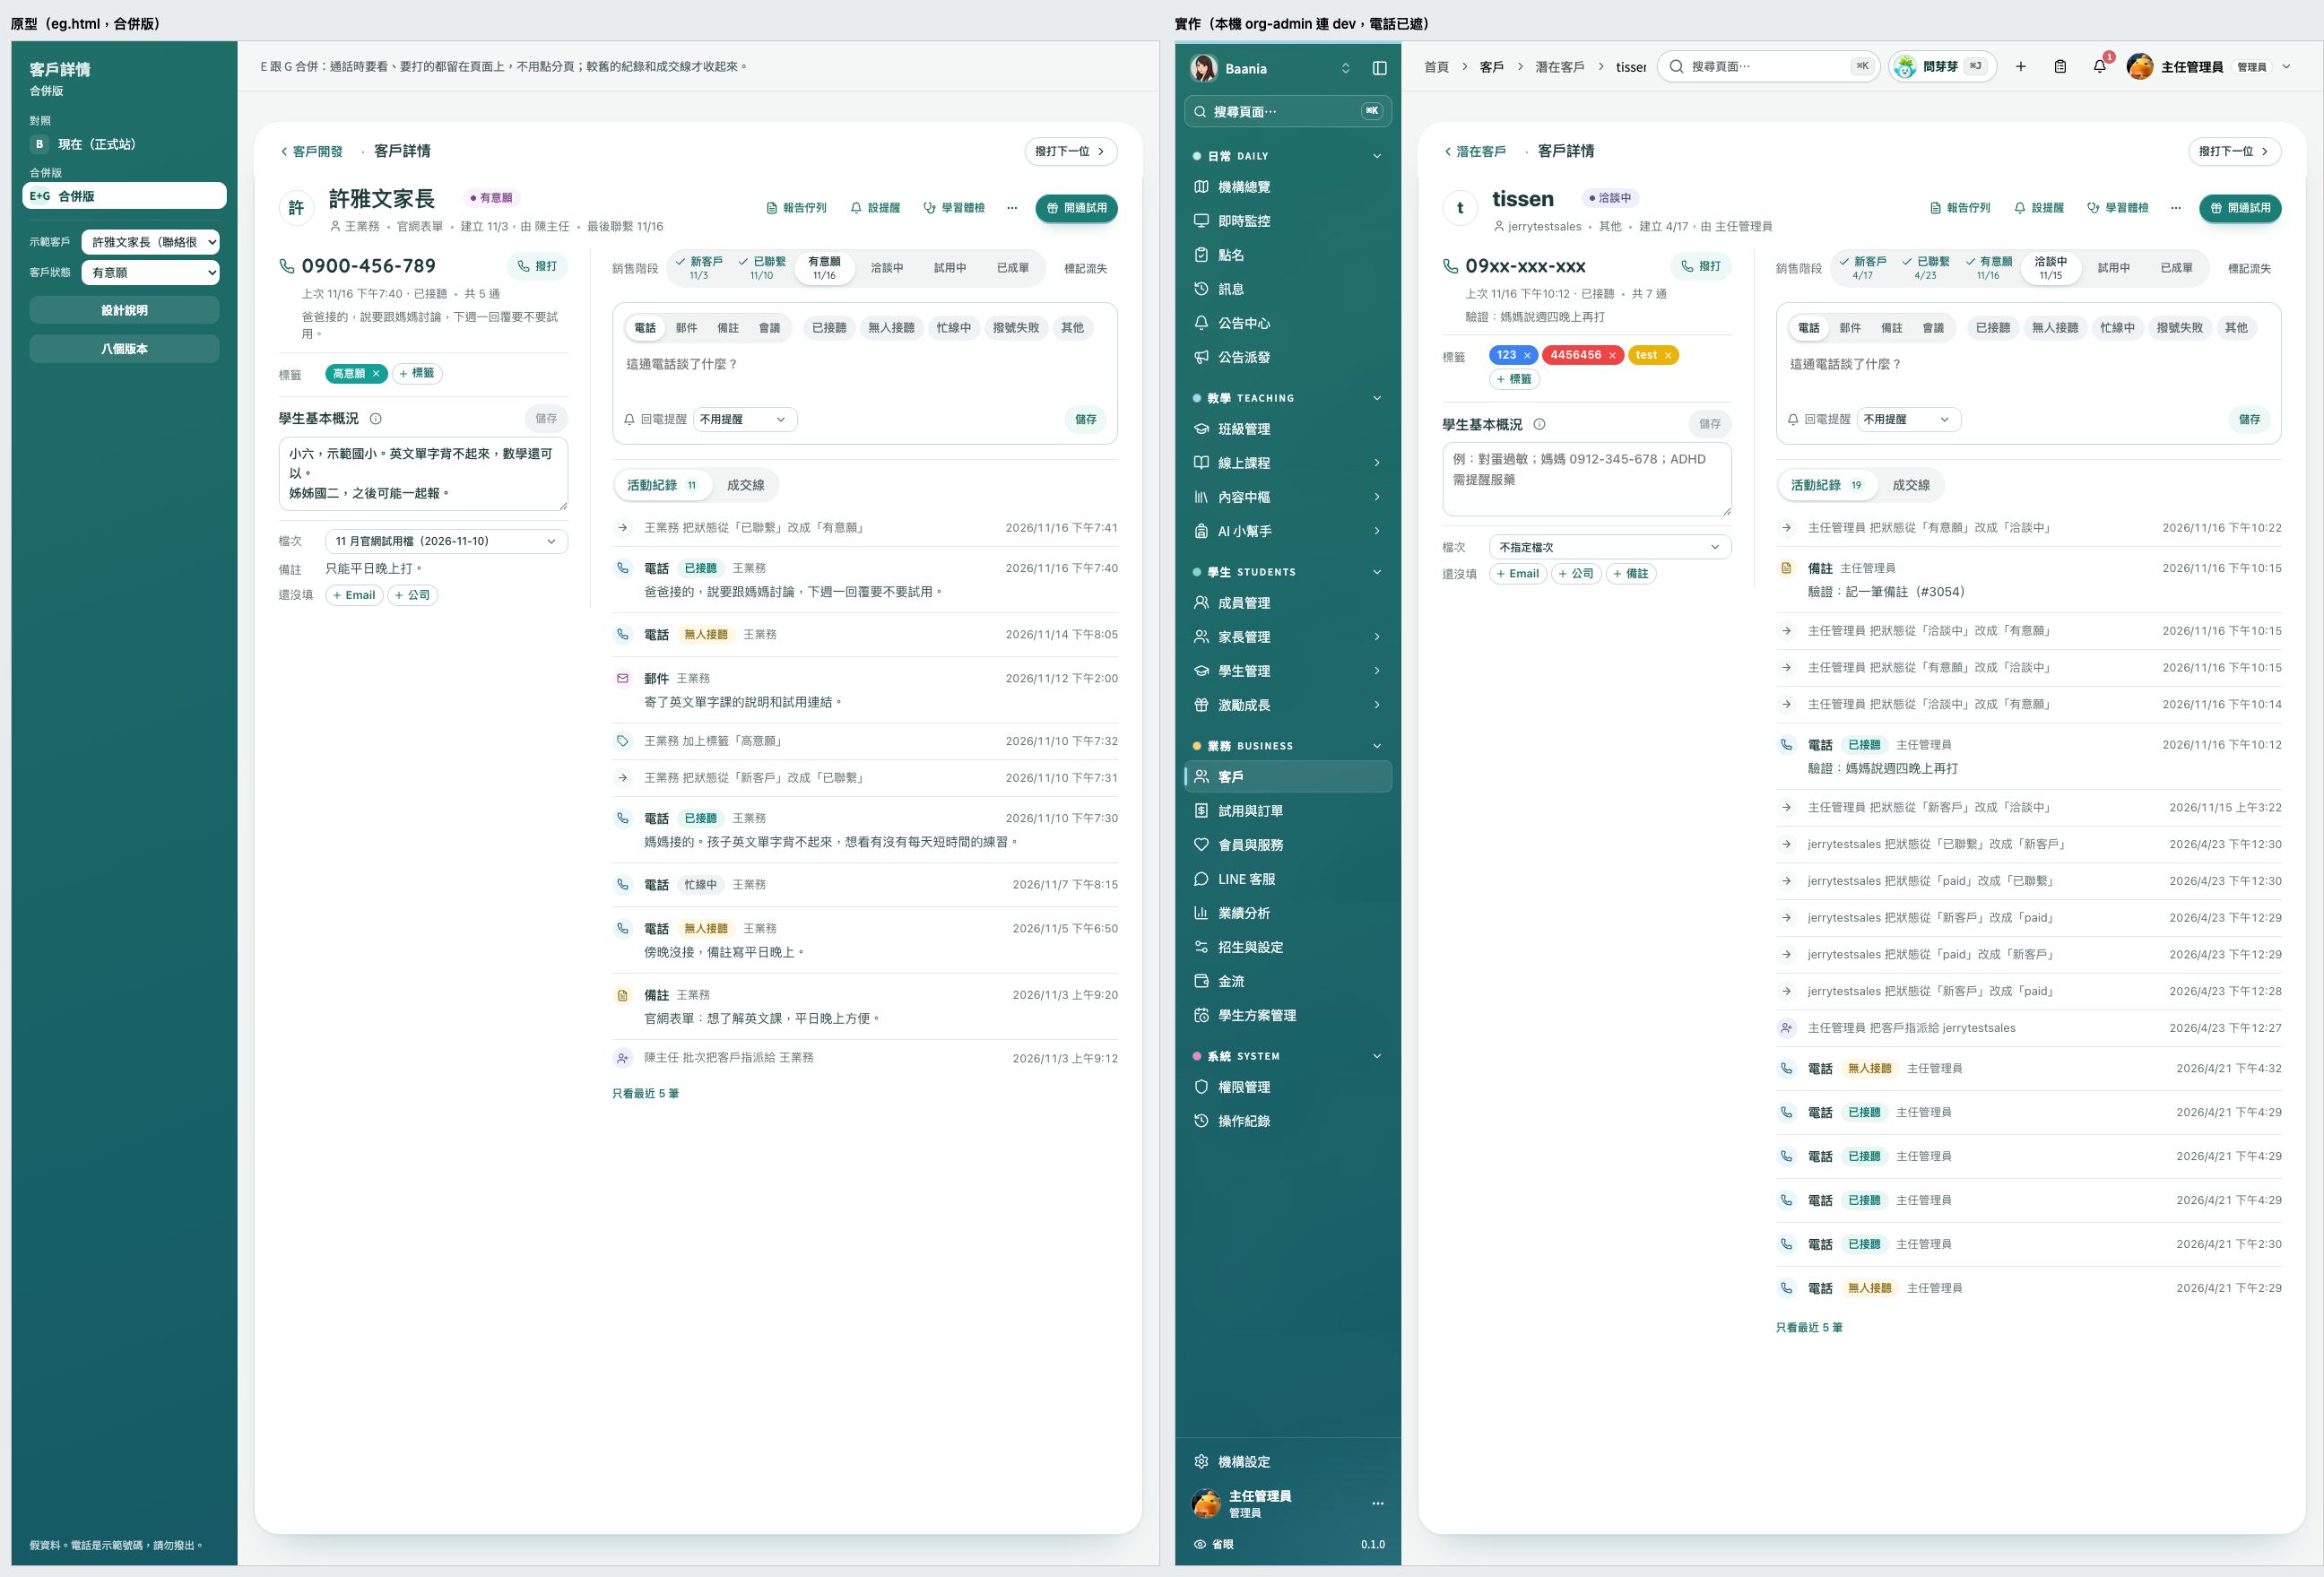 原型（eg.html，合併版）
客戶詳情
合併版
對照
B 現在（正式站）
合併版
E+G 合併版
示範客戶 許雅文家長（聯絡很
客戶狀態 有意願
設計說明
八個版本
假資料。電話是示範號碼，請勿撥出。
E 跟 G 合併：通話時要看、要打的都留在頁面上，不用點分頁；較舊的紀錄和成交線才收起來。
客戶開發 · 客戶詳情
撥打下一位
許 許雅文家長 有意願
王業務 • 官網表單 • 建立 11/3，由 陳主任 • 最後聯繫 11/16
報告佇列 設提醒 學習體檢 ··· 開通試用
0900-456-789 撥打
上次 11/16 下午7:40 · 已接聽 • 共 5 通
爸爸接的，說要跟媽媽討論，下週一回覆要不要試
用。
標籤 高意願 × + 標籤
學生基本概況 儲存
小六，示範國小。英文單字背不起來，數學還可
以。
姊姊國二，之後可能一起報。
檔次 11 月官網試用檔（2026-11-10）
備註 只能平日晚上打。
還沒填 + Email + 公司
銷售階段 新客戶 已聯繫 有意願 洽談中 試用中 已成單 標記流失
11/3 11/10 11/16
電話 郵件 備註 會議 已接聽 無人接聽 忙線中 撥號失敗 其他
這通電話談了什麼？
回電提醒 不用提醒 儲存
活動紀錄 11 成交線
王業務 把狀態從「已聯繫」改成「有意願」 2026/11/16 下午7:41
電話 已接聽 王業務 2026/11/16 下午7:40
爸爸接的，說要跟媽媽討論，下週一回覆要不要試用。
電話 無人接聽 王業務 2026/11/14 下午8:05
郵件 王業務 2026/11/12 下午2:00
寄了英文單字課的說明和試用連結。
王業務 加上標籤「高意願」 2026/11/10 下午7:32
王業務 把狀態從「新客戶」改成「已聯繫」 2026/11/10 下午7:31
電話 已接聽 王業務 2026/11/10 下午7:30
媽媽接的。孩子英文單字背不起來，想看有沒有每天短時間的練習。
電話 忙線中 王業務 2026/11/7 下午8:15
電話 無人接聽 王業務 2026/11/5 下午6:50
傍晚沒接，備註寫平日晚上。
備註 王業務 2026/11/3 上午9:20
官網表單：想了解英文課，平日晚上方便。
陳主任 批次把客戶指派給 王業務 2026/11/3 上午9:12
只看最近 5 筆
實作（本機 org-admin 連 dev，電話已遮）
Baania
搜尋頁面… ⌘K
日常 DAILY
機構總覽
即時監控
點名
訊息
公告中心
公告派發
教學 TEACHING
班級管理
線上課程
內容中樞
AI 小幫手
學生 STUDENTS
成員管理
家長管理
學生管理
激勵成長
業務 BUSINESS
客戶
試用與訂單
會員與服務
LINE 客服
業績分析
招生與設定
金流
學生方案管理
系統 SYSTEM
權限管理
操作紀錄
機構設定
主任管理員
管理員 ···
省眼 0.1.0
首頁 > 客戶 > 潛在客戶 > tisser
搜尋頁面… ⌘K 問芽芽 ⌘J + 1 主任管理員 管理員
潛在客戶 · 客戶詳情
撥打下一位
t tissen 洽談中
jerrytestsales • 其他 • 建立 4/17，由 主任管理員
報告佇列 設提醒 學習體檢 ··· 開通試用
09xx-xxx-xxx 撥打
上次 11/16 下午10:12 · 已接聽 • 共 7 通
驗證：媽媽說週四晚上再打
標籤 123 × 4456456 × test ×
+ 標籤
學生基本概況 儲存
例：對蛋過敏；媽媽 0912-345-678；ADHD
需提醒服藥
檔次 不指定檔次
還沒填 + Email + 公司 + 備註
銷售階段 新客戶 已聯繫 有意願 洽談中 試用中 已成單 標記流失
4/17 4/23 11/16 11/15
電話 郵件 備註 會議 已接聽 無人接聽 忙線中 撥號失敗 其他
這通電話談了什麼？
回電提醒 不用提醒 儲存
活動紀錄 19 成交線
主任管理員 把狀態從「有意願」改成「洽談中」 2026/11/16 下午10:22
備註 主任管理員 2026/11/16 下午10:15
驗證：記一筆備註（#3054）
主任管理員 把狀態從「洽談中」改成「有意願」 2026/11/16 下午10:15
主任管理員 把狀態從「有意願」改成「洽談中」 2026/11/16 下午10:15
主任管理員 把狀態從「洽談中」改成「有意願」 2026/11/16 下午10:14
電話 已接聽 主任管理員 2026/11/16 下午10:12
驗證：媽媽說週四晚上再打
主任管理員 把狀態從「新客戶」改成「洽談中」 2026/11/15 上午3:22
jerrytestsales 把狀態從「已聯繫」改成「新客戶」 2026/4/23 下午12:30
jerrytestsales 把狀態從「paid」改成「已聯繫」 2026/4/23 下午12:30
jerrytestsales 把狀態從「新客戶」改成「paid」 2026/4/23 下午12:29
jerrytestsales 把狀態從「paid」改成「新客戶」 2026/4/23 下午12:29
jerrytestsales 把狀態從「新客戶」改成「paid」 2026/4/23 下午12:28
主任管理員 把客戶指派給 jerrytestsales 2026/4/23 下午12:27
電話 無人接聽 主任管理員 2026/4/21 下午4:32
電話 已接聽 主任管理員 2026/4/21 下午4:29
電話 已接聽 主任管理員 2026/4/21 下午4:29
電話 已接聽 主任管理員 2026/4/21 下午4:29
電話 已接聽 主任管理員 2026/4/21 下午2:30
電話 無人接聽 主任管理員 2026/4/21 下午2:29
只看最近 5 筆